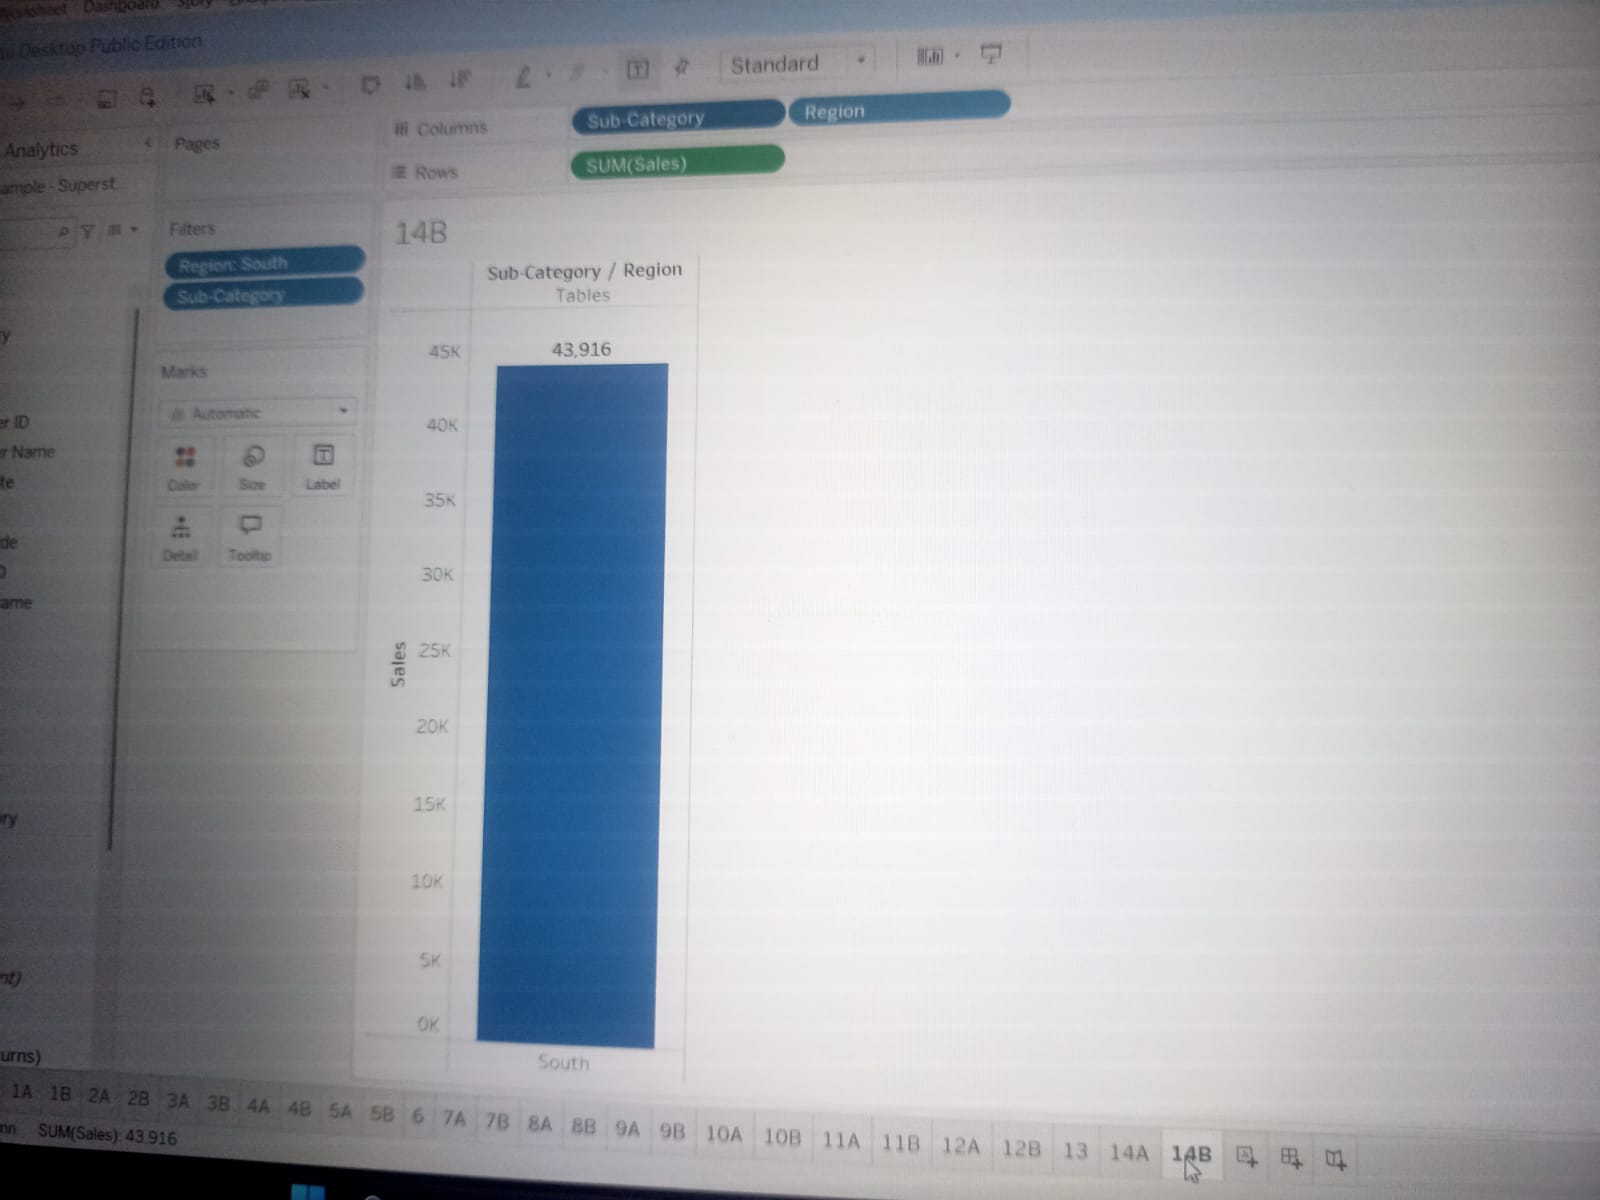 Worksheet Dashboard Story
Desktop Public Edition
Standard
Analytics
Pages
Columns
Sub-Category
Region
Rows
SUM(Sales)
ample - Superst...
Filters
Region: South
Sub-Category
Marks
Automatic
Color
Size
Label
Detail
Tooltip
er ID
r Name
te
de
ame
ry
nt)
urns)
14B
Sub-Category / Region
Tables
43,916
45K
40K
35K
30K
25K
20K
15K
10K
5K
0K
Sales
South
1A 1B 2A 2B 3A 3B 4A 4B 5A 5B 6 7A 7B 8A 8B 9A 9B 10A 10B 11A 11B 12A 12B 13 14A 14B
mn SUM(Sales): 43,916